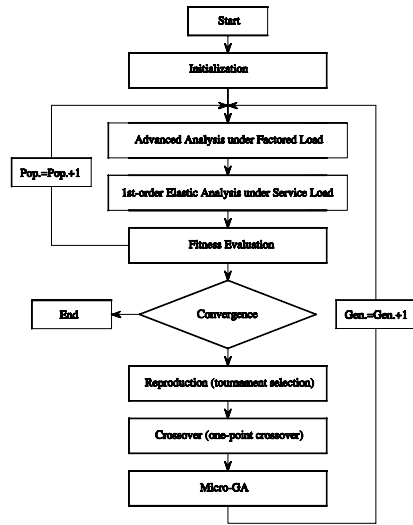 Start
Initialization
Advanced Analysis under Factored Load
Pop.=Pop.+1
1st-order Elastic Analysis under Service Load
Fitness Evaluation
End
Convergence
Gen.=Gen.+1
Reproduction (tournament selection)
Crossover (one-point crossover)
Micro-GA